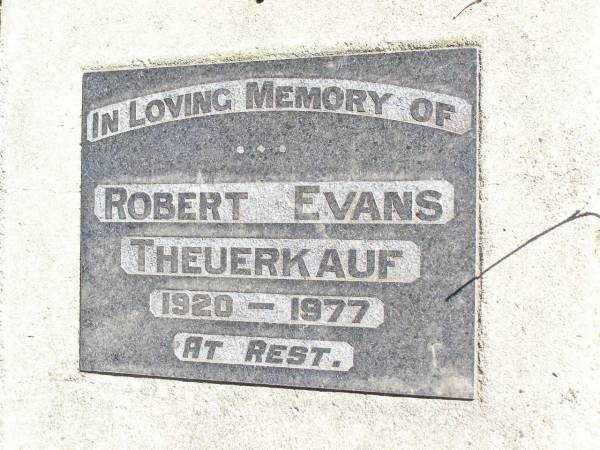 IN LOVING MEMORY OF
ROBERT EVANS
THEUERKAUF
1920 – 1977
AT REST.